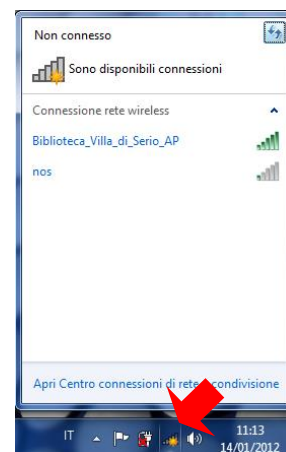 Non connesso
Sono disponibili connessioni
Connessione rete wireless
Biblioteca_Villa_di_Serio_AP
nos
Apri Centro connessioni di rete e condivisione
IT
11:13
14/01/2012